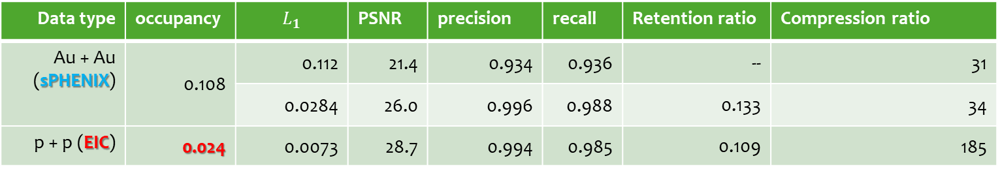 Data type occupancy L₁ PSNR precision recall Retention ratio Compression ratio
Au + Au (sPHENIX) 0.108 0.112 21.4 0.934 0.936 -- 31
0.0284 26.0 0.996 0.988 0.133 34
p + p (EIC) 0.024 0.0073 28.7 0.994 0.985 0.109 185